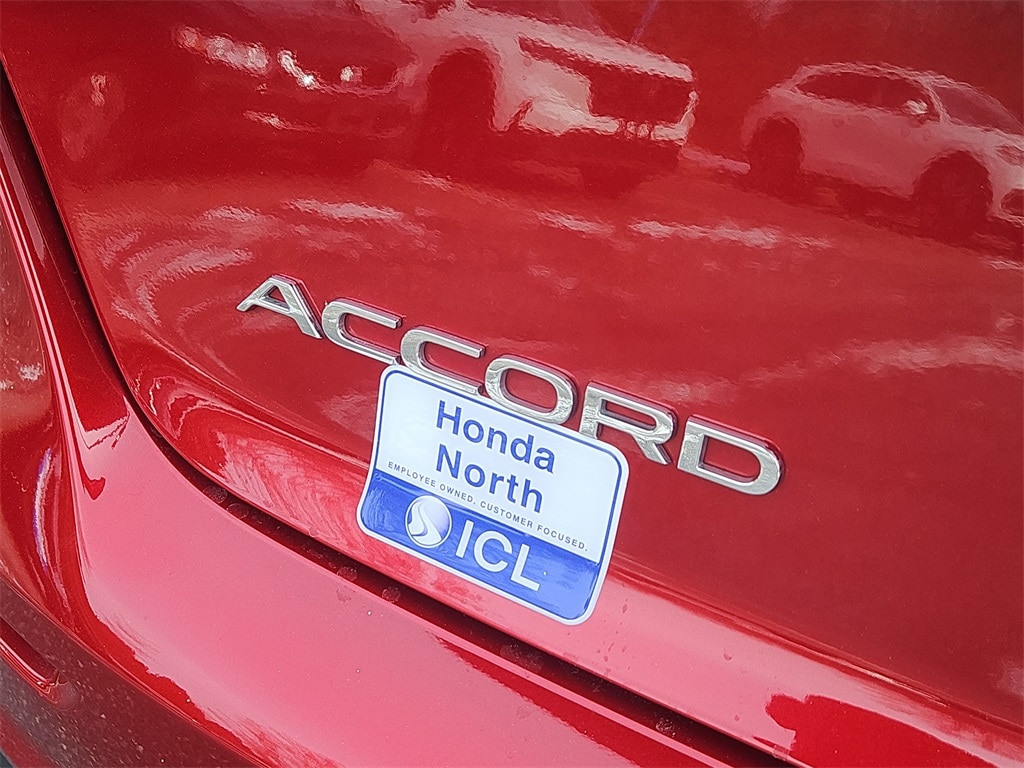 ACCORD
Honda
North
EMPLOYEE OWNED. CUSTOMER FOCUSED.
ICL